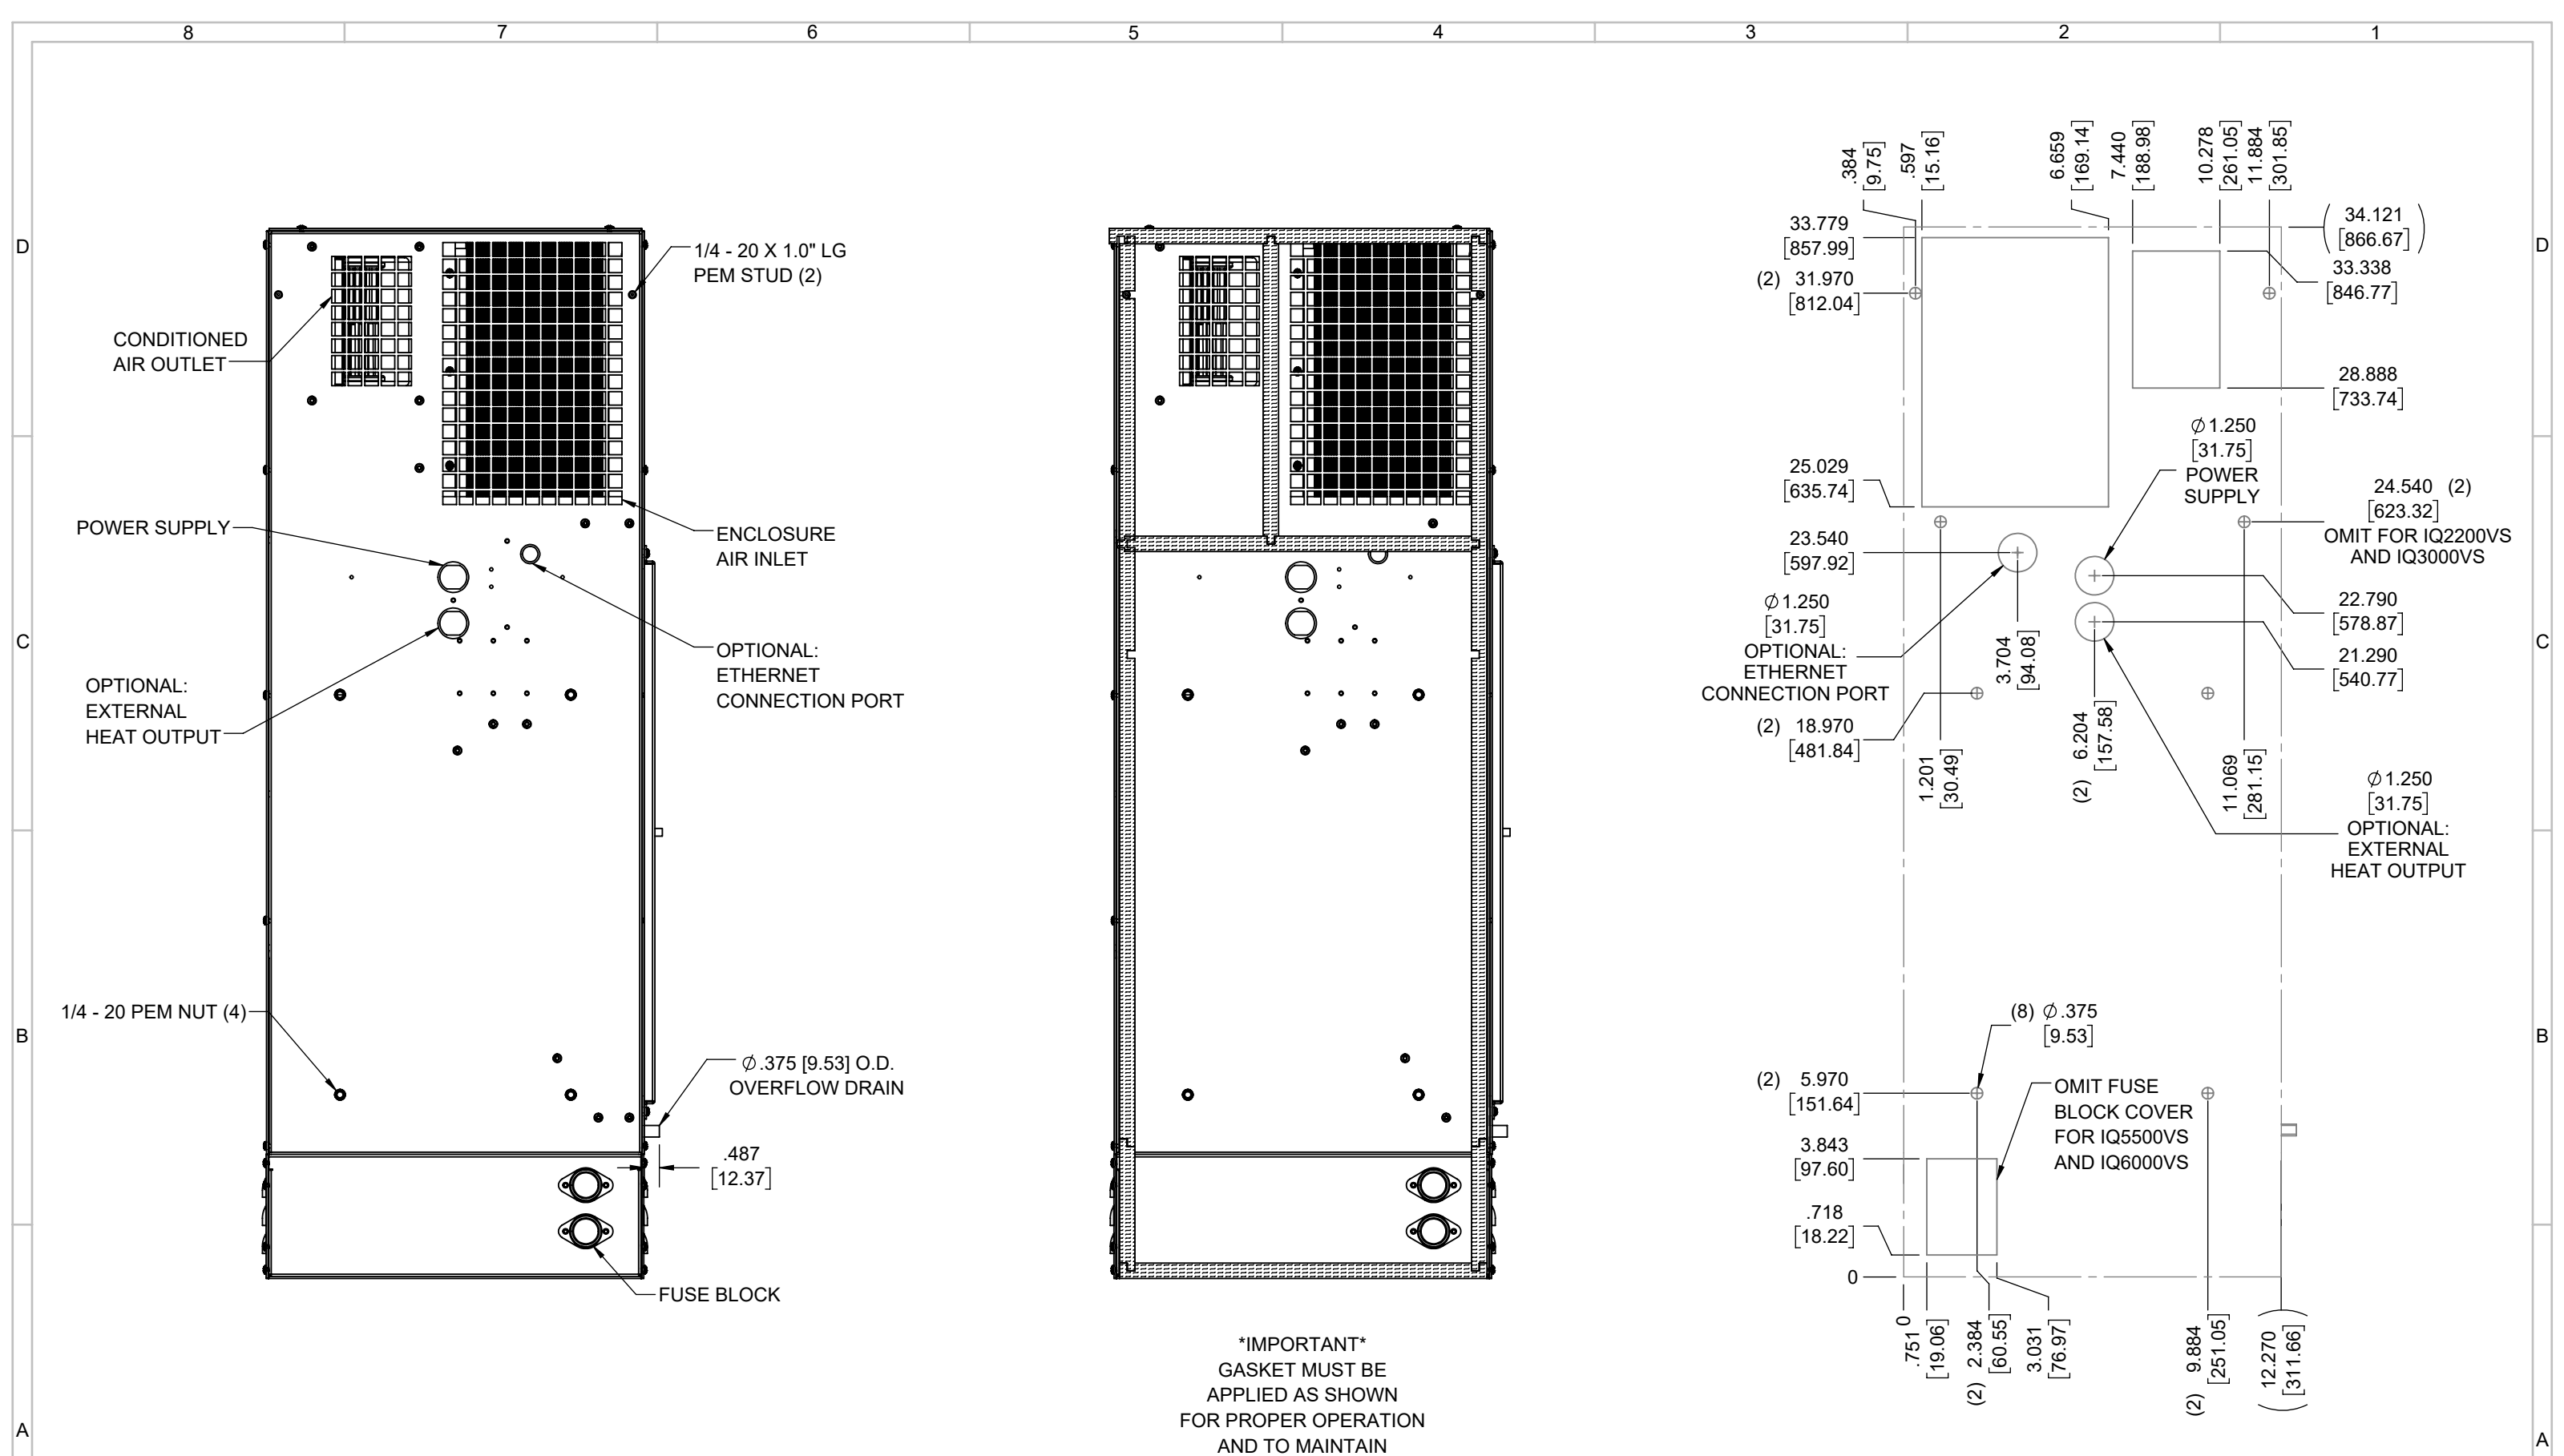 8
7
6
5
4
3
2
1
D
C
B
A
1/4 - 20 X 1.0" LG
PEM STUD (2)
CONDITIONED
AIR OUTLET
POWER SUPPLY
ENCLOSURE
AIR INLET
OPTIONAL:
EXTERNAL
HEAT OUTPUT
OPTIONAL:
ETHERNET
CONNECTION PORT
1/4 - 20 PEM NUT (4)
Ø.375 [9.53] O.D.
OVERFLOW DRAIN
.487
[12.37]
FUSE BLOCK
*IMPORTANT*
GASKET MUST BE
APPLIED AS SHOWN
FOR PROPER OPERATION
AND TO MAINTAIN
.384
[9.75]
.597
[15.16]
6.659
[169.14]
7.440
[188.98]
10.278
[261.05]
11.884
[301.85]
33.779
[857.99]
(2) 31.970
[812.04]
(34.121
[866.67])
33.338
[846.77]
28.888
[733.74]
Ø1.250
[31.75]
POWER
SUPPLY
25.029
[635.74]
24.540 (2)
[623.32]
OMIT FOR IQ2200VS
AND IQ3000VS
23.540
[597.92]
Ø1.250
[31.75]
OPTIONAL:
ETHERNET
CONNECTION PORT
22.790
[578.87]
21.290
[540.77]
3.704
[94.08]
(2) 18.970
[481.84]
1.201
[30.49]
(2) 6.204
[157.58]
11.069
[281.15]
Ø1.250
[31.75]
OPTIONAL:
EXTERNAL
HEAT OUTPUT
(8) Ø.375
[9.53]
(2) 5.970
[151.64]
OMIT FUSE
BLOCK COVER
FOR IQ5500VS
AND IQ6000VS
3.843
[97.60]
.718
[18.22]
0
0
.751
[19.06]
(2) 2.384
[60.55]
3.031
[76.97]
(2) 9.884
[251.05]
(12.270
[311.66])
D
C
B
A